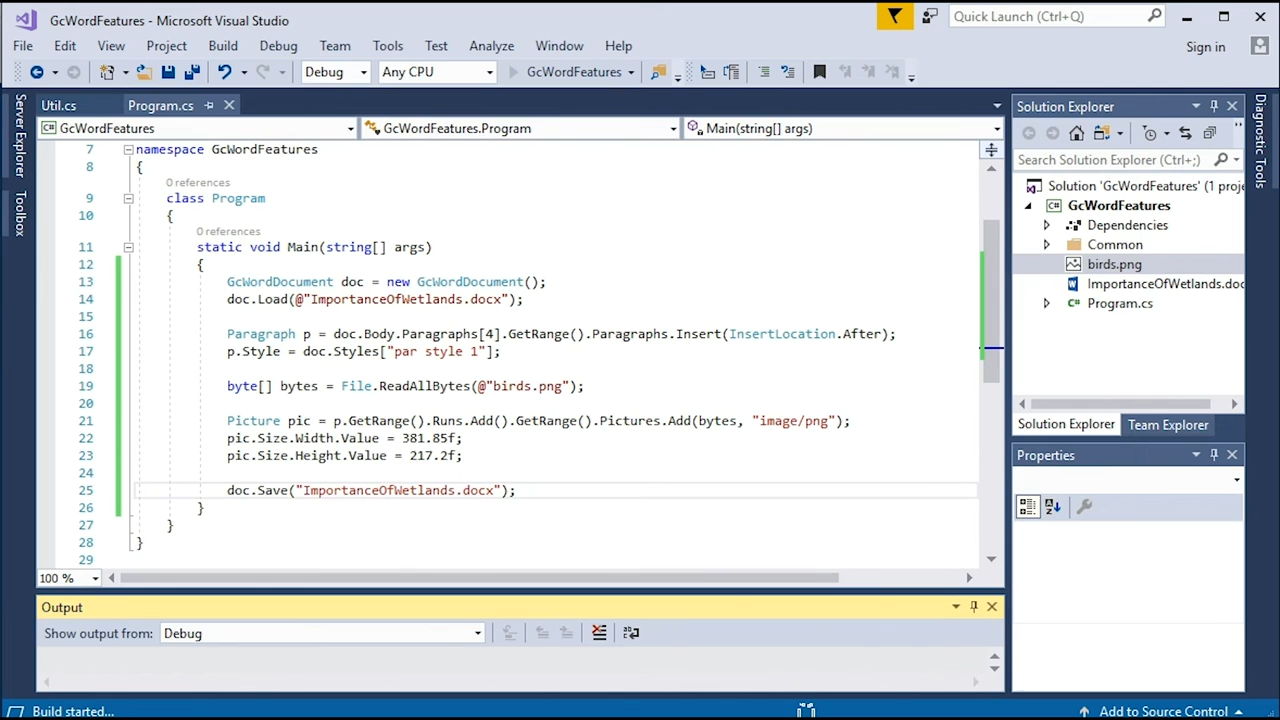 GcWordFeatures - Microsoft Visual Studio
Quick Launch (Ctrl+Q)
File Edit View Project Build Debug Team Tools Test Analyze Window Help
Sign in
Debug
Any CPU
GcWordFeatures
Server Explorer
Toolbox
Util.cs
Program.cs
GcWordFeatures
GcWordFeatures.Program
Main(string[] args)
7 namespace GcWordFeatures
8 {
0 references
9 class Program
10 {
0 references
11 static void Main(string[] args)
12 {
13 GcWordDocument doc = new GcWordDocument();
14 doc.Load(@"ImportanceOfWetlands.docx");
15
16 Paragraph p = doc.Body.Paragraphs[4].GetRange().Paragraphs.Insert(InsertLocation.After);
17 p.Style = doc.Styles["par style 1"];
18
19 byte[] bytes = File.ReadAllBytes(@"birds.png");
20
21 Picture pic = p.GetRange().Runs.Add().GetRange().Pictures.Add(bytes, "image/png");
22 pic.Size.Width.Value = 381.85f;
23 pic.Size.Height.Value = 217.2f;
24
25 doc.Save("ImportanceOfWetlands.docx");
26 }
27 }
28 }
29
100 %
Output
Show output from: Debug
Build started...
Solution Explorer
Search Solution Explorer (Ctrl+;)
Solution 'GcWordFeatures' (1 proje
GcWordFeatures
Dependencies
Common
birds.png
ImportanceOfWetlands.doc
Program.cs
Solution Explorer
Team Explorer
Properties
Diagnostic Tools
Add to Source Control